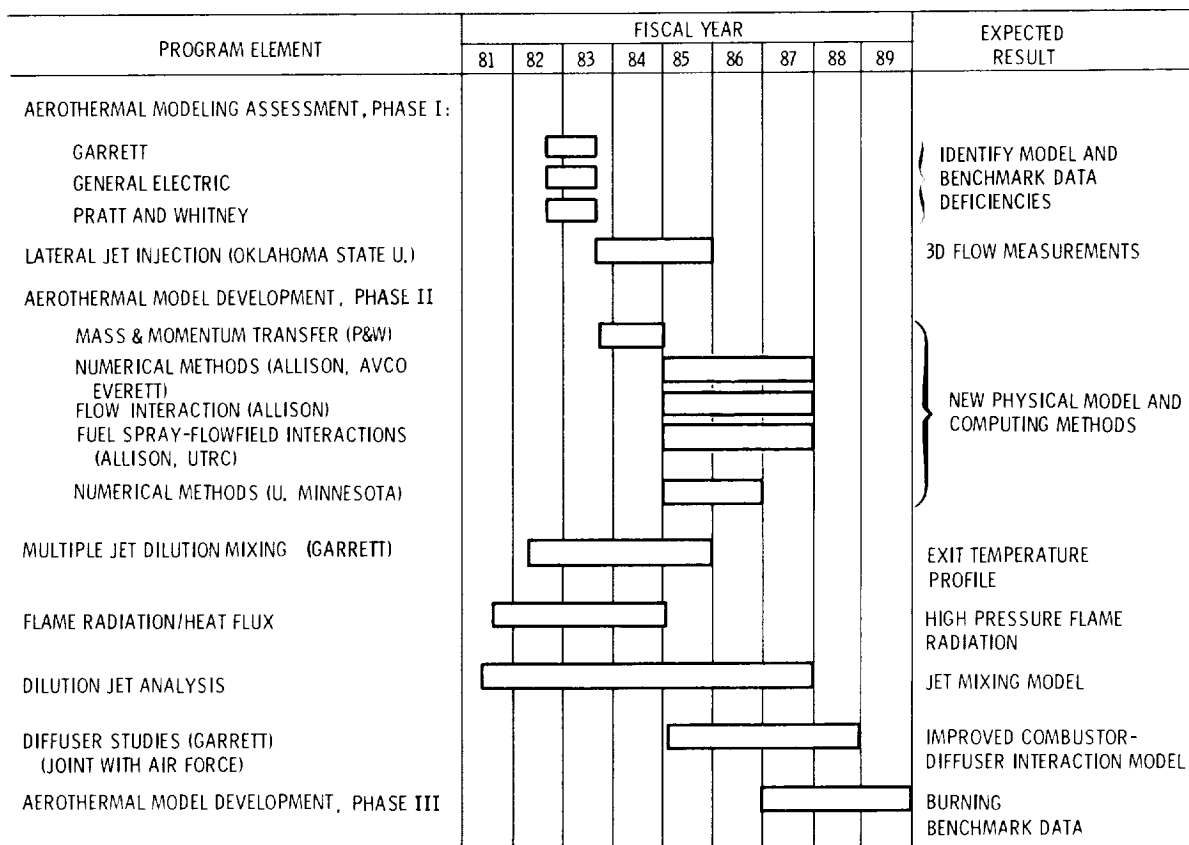 PROGRAM ELEMENT
FISCAL YEAR
81 82 83 84 85 86 87 88 89
EXPECTED
RESULT
AEROTHERMAL MODELING ASSESSMENT, PHASE I:
GARRETT
GENERAL ELECTRIC
PRATT AND WHITNEY
IDENTIFY MODEL AND
BENCHMARK DATA
DEFICIENCIES
LATERAL JET INJECTION (OKLAHOMA STATE U.)
3D FLOW MEASUREMENTS
AEROTHERMAL MODEL DEVELOPMENT, PHASE II
MASS & MOMENTUM TRANSFER (P&W)
NUMERICAL METHODS (ALLISON, AVCO
EVERETT)
FLOW INTERACTION (ALLISON)
FUEL SPRAY-FLOWFIELD INTERACTIONS
(ALLISON, UTRC)
NUMERICAL METHODS (U. MINNESOTA)
NEW PHYSICAL MODEL AND
COMPUTING METHODS
MULTIPLE JET DILUTION MIXING (GARRETT)
EXIT TEMPERATURE
PROFILE
FLAME RADIATION/HEAT FLUX
HIGH PRESSURE FLAME
RADIATION
DILUTION JET ANALYSIS
JET MIXING MODEL
DIFFUSER STUDIES (GARRETT)
(JOINT WITH AIR FORCE)
IMPROVED COMBUSTOR-
DIFFUSER INTERACTION MODEL
AEROTHERMAL MODEL DEVELOPMENT, PHASE III
BURNING
BENCHMARK DATA